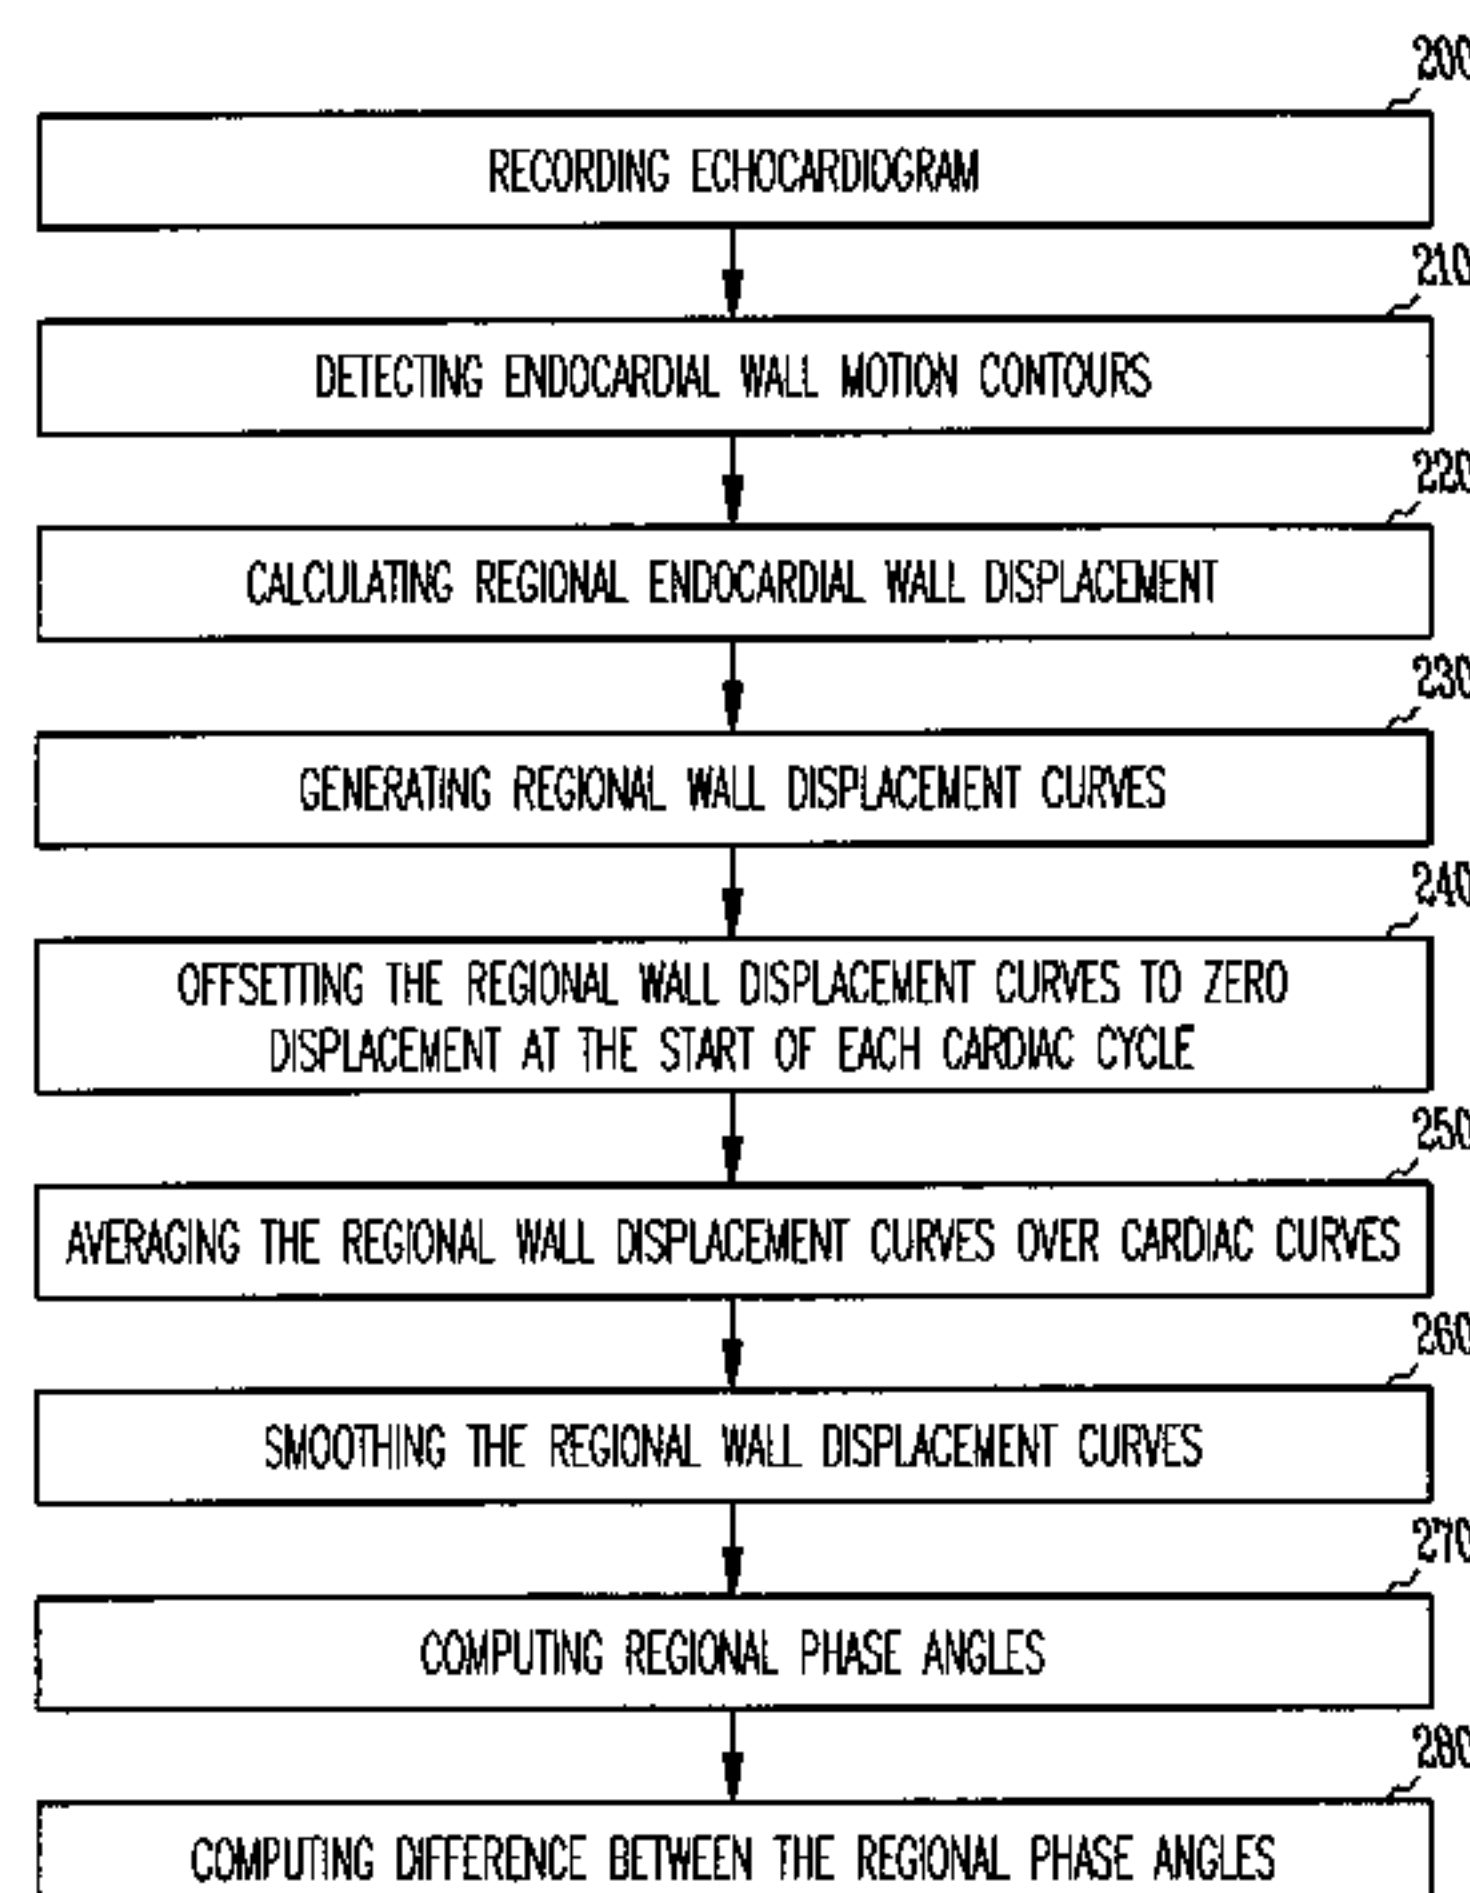 200
RECORDING ECHOCARDIOGRAM
210
DETECTING ENDOCARDIAL WALL MOTION CONTOURS
220
CALCULATING REGIONAL ENDOCARDIAL WALL DISPLACEMENT
230
GENERATING REGIONAL WALL DISPLACEMENT CURVES
240
OFFSETTING THE REGIONAL WALL DISPLACEMENT CURVES TO ZERO
DISPLACEMENT AT THE START OF EACH CARDIAC CYCLE
250
AVERAGING THE REGIONAL WALL DISPLACEMENT CURVES OVER CARDIAC CURVES
260
SMOOTHING THE REGIONAL WALL DISPLACEMENT CURVES
270
COMPUTING REGIONAL PHASE ANGLES
280
COMPUTING DIFFERENCE BETWEEN THE REGIONAL PHASE ANGLES